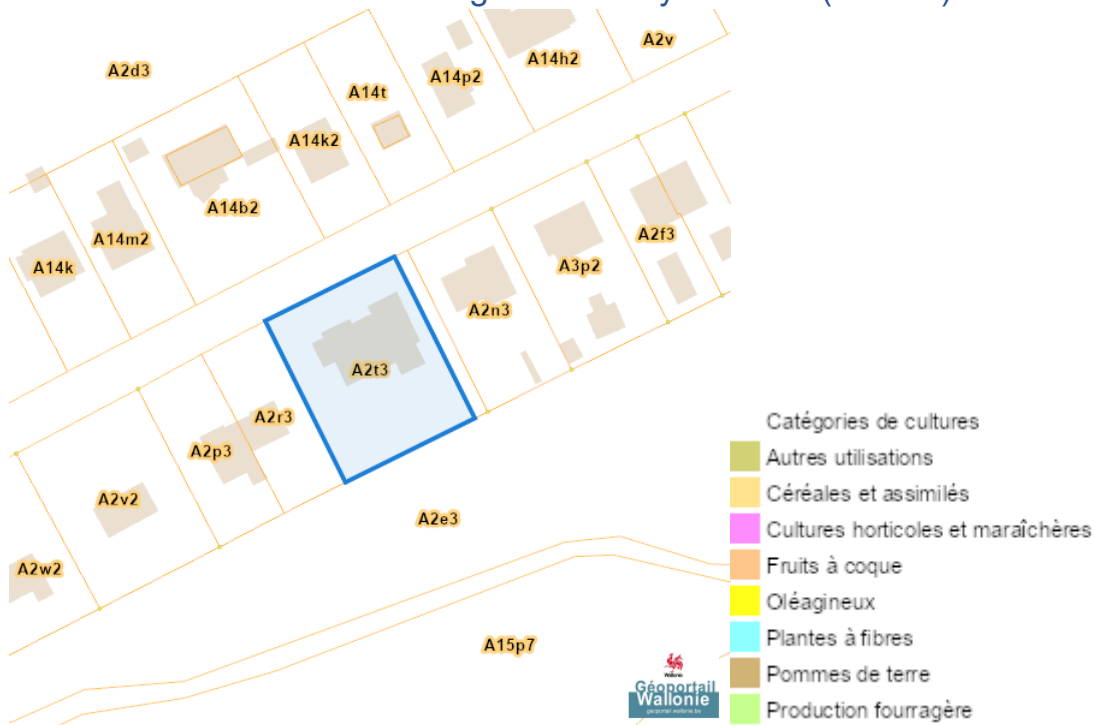 A2d3
A2v
A14h2
A14p2
A14t
A14k2
A14b2
A14m2
A14k
A2f3
A3p2
A2n3
A2t3
A2r3
A2p3
A2v2
A2w2
A2e3
A15p7
Wallonie
Géoportail
Wallonie
geoportail.wallonie.be
Catégories de cultures
Autres utilisations
Céréales et assimilés
Cultures horticoles et maraîchères
Fruits à coque
Oléagineux
Plantes à fibres
Pommes de terre
Production fourragère